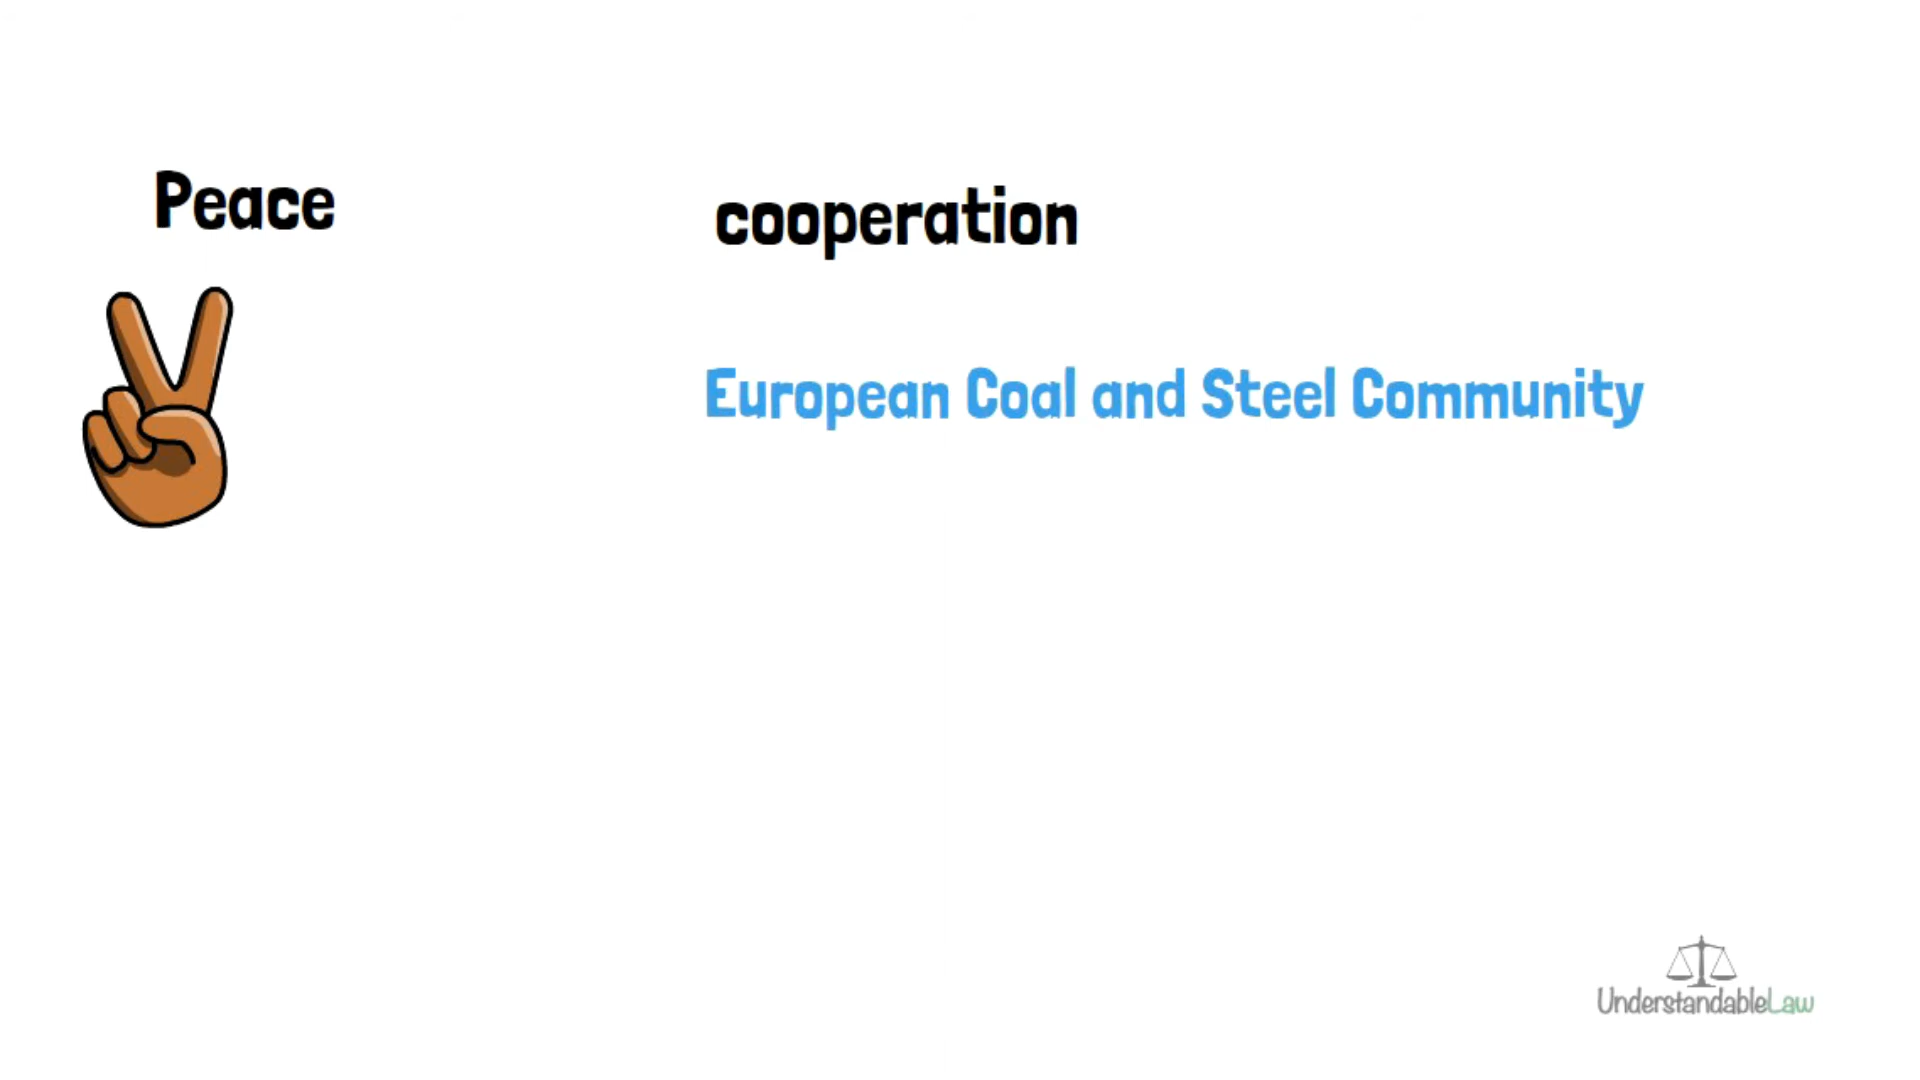 Peace
cooperation
European Coal and Steel Community
UnderstandableLaw